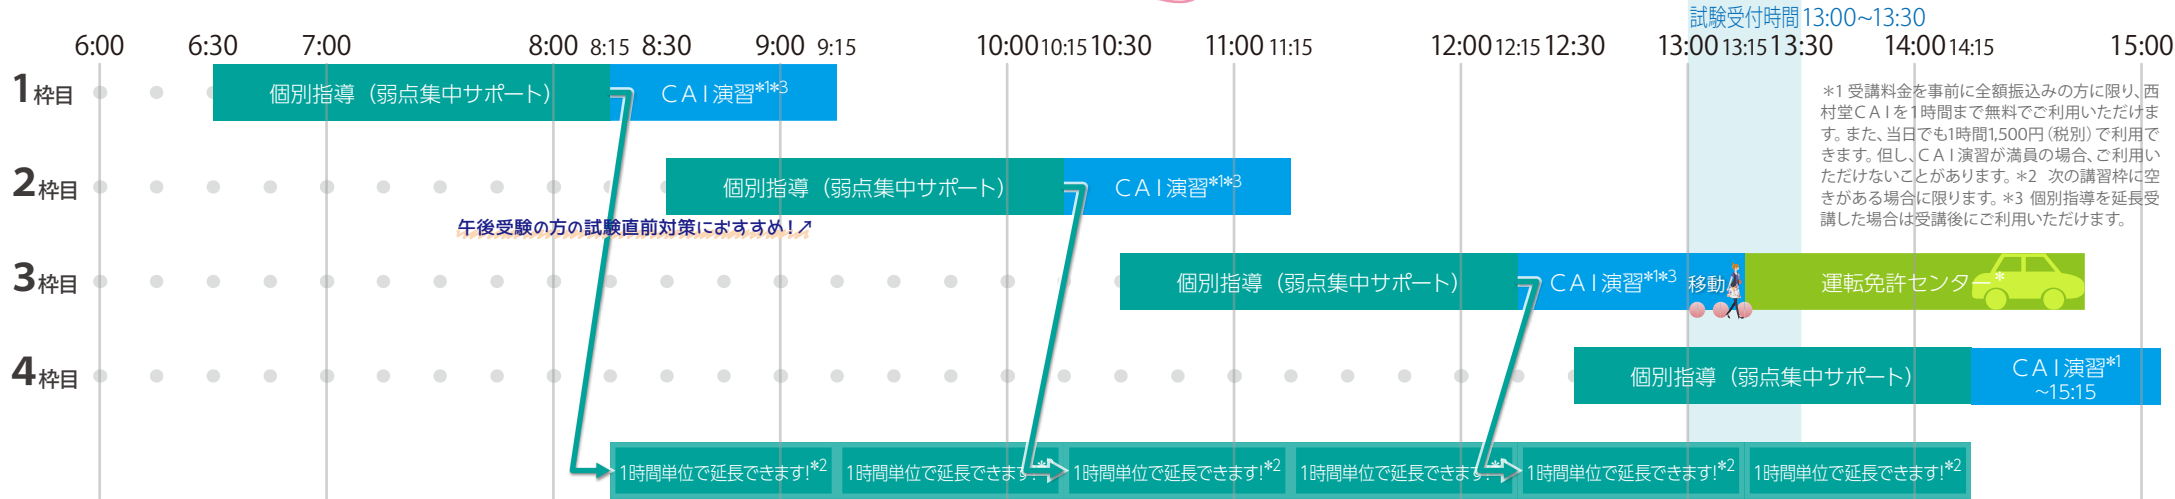 試験受付時間13:00~13:30
6:00 6:30 7:00 8:00 8:15 8:30 9:00 9:15 10:00 10:15 10:30 11:00 11:15 12:00 12:15 12:30 13:00 13:15 13:30 14:00 14:15 15:00
1枠目 個別指導（弱点集中サポート） CAI演習*1*3
*1 受講料金を事前に全額振込みの方に限り、西
村堂CAIを1時間まで無料でご利用いただけま
す。また、当日でも1時間1,500円（税別）で利用で
きます。但し、CAI演習が満員の場合、ご利用い
ただけないことがあります。*2 次の講習枠に空
きがある場合に限ります。*3 個別指導を延長受
講した場合は受講後にご利用いただけます。
2枠目 個別指導（弱点集中サポート） CAI演習*1*3
午後受験の方の試験直前対策におすすめ!↗
3枠目 個別指導（弱点集中サポート） CAI演習*1*3 移動 運転免許センター*
4枠目 個別指導（弱点集中サポート） CAI演習*1
~15:15
1時間単位で延長できます!*2 1時間単位で延長できます! 1時間単位で延長できます!*2 1時間単位で延長できます! 1時間単位で延長できます!*2 1時間単位で延長できます!*2